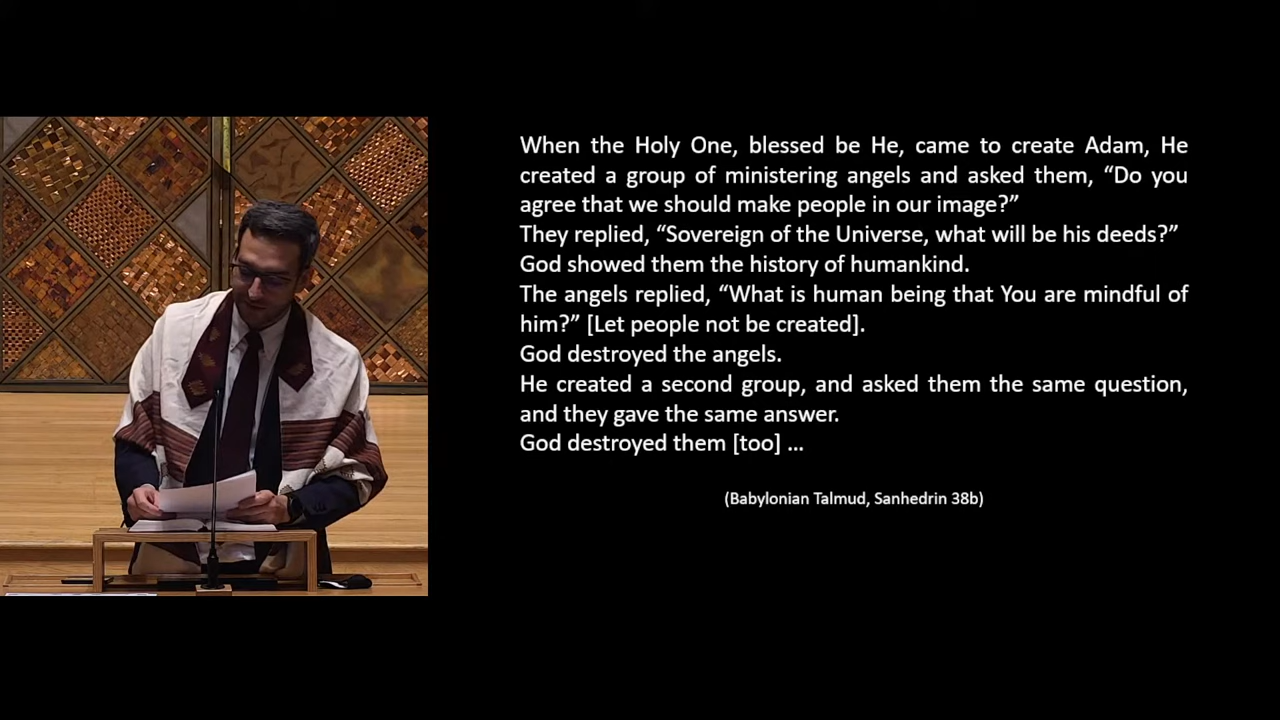 When the Holy One, blessed be He, came to create Adam, He
created a group of ministering angels and asked them, “Do you
agree that we should make people in our image?”
They replied, “Sovereign of the Universe, what will be his deeds?”
God showed them the history of humankind.
The angels replied, “What is human being that You are mindful of
him?” [Let people not be created].
God destroyed the angels.
He created a second group, and asked them the same question,
and they gave the same answer.
God destroyed them [too] ...
(Babylonian Talmud, Sanhedrin 38b)